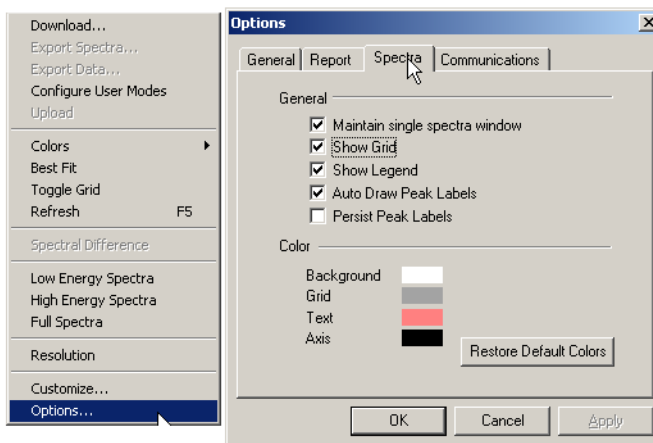 Download...
Export Spectra...
Export Data...
Configure User Modes
Upload
Colors
Best Fit
Toggle Grid
Refresh F5
Spectral Difference
Low Energy Spectra
High Energy Spectra
Full Spectra
Resolution
Customize...
Options...
Options
General Report Spectra Communications
General
Maintain single spectra window
Show Grid
Show Legend
Auto Draw Peak Labels
Persist Peak Labels
Color
Background
Grid
Text
Axis
Restore Default Colors
OK Cancel Apply